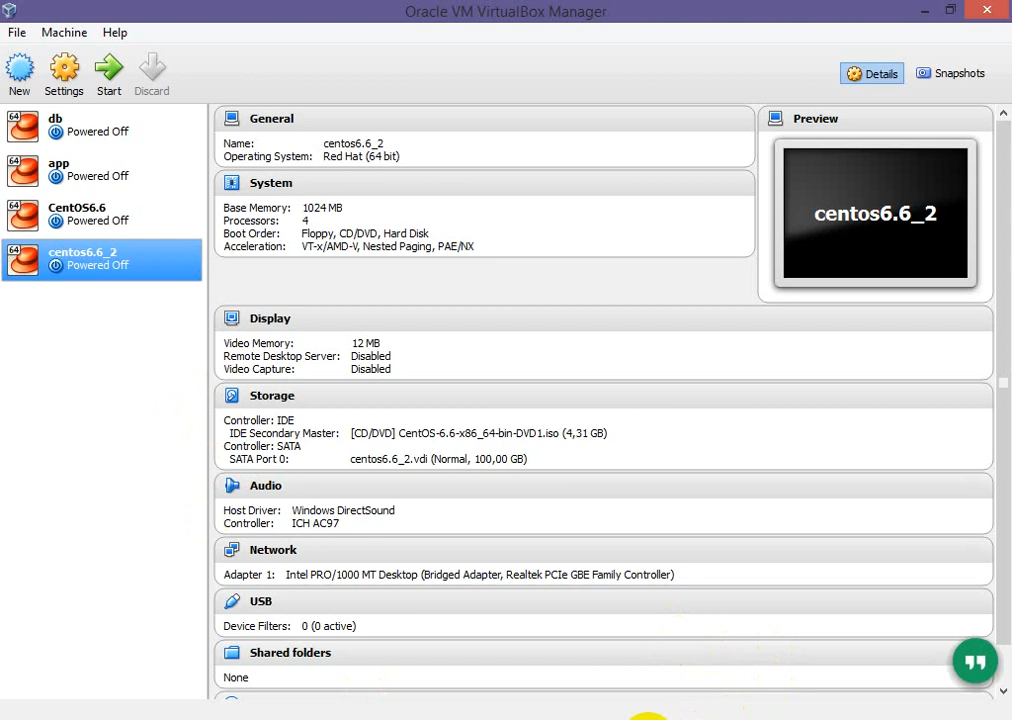 Oracle VM VirtualBox Manager
File Machine Help
New Settings Start Discard Details Snapshots
64 db
Powered Off
64 app
Powered Off
64 CentOS6.6
Powered Off
64 centos6.6_2
Powered Off
General
Name: centos6.6_2
Operating System: Red Hat (64 bit)
System
Base Memory: 1024 MB
Processors: 4
Boot Order: Floppy, CD/DVD, Hard Disk
Acceleration: VT-x/AMD-V, Nested Paging, PAE/NX
Preview
centos6.6_2
Display
Video Memory: 12 MB
Remote Desktop Server: Disabled
Video Capture: Disabled
Storage
Controller: IDE
IDE Secondary Master: [CD/DVD] CentOS-6.6-x86_64-bin-DVD1.iso (4,31 GB)
Controller: SATA
SATA Port 0: centos6.6_2.vdi (Normal, 100,00 GB)
Audio
Host Driver: Windows DirectSound
Controller: ICH AC97
Network
Adapter 1: Intel PRO/1000 MT Desktop (Bridged Adapter, Realtek PCIe GBE Family Controller)
USB
Device Filters: 0 (0 active)
Shared folders
None